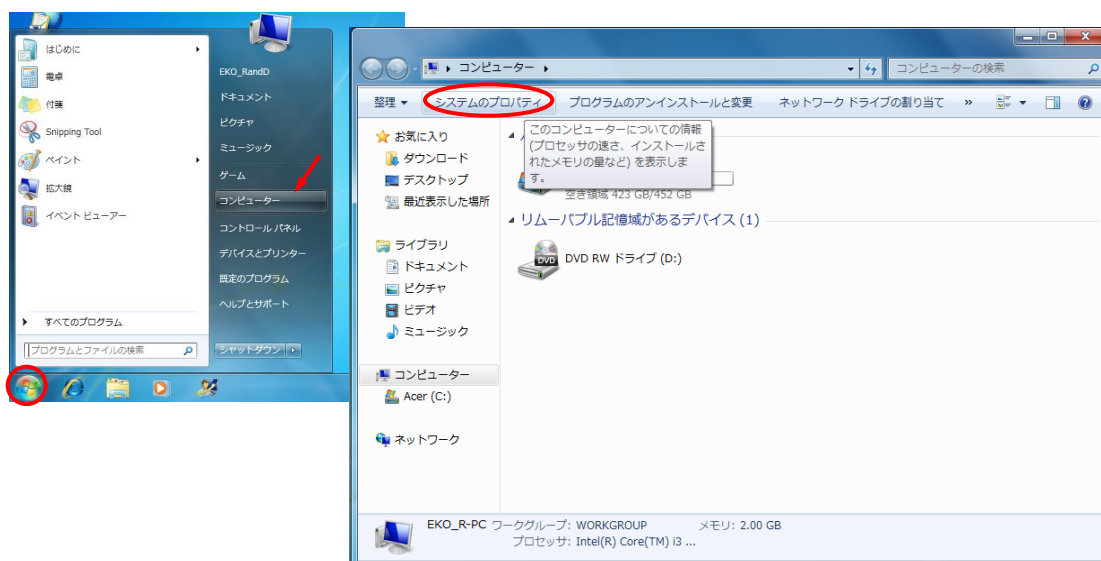 はじめに
電卓
付箋
Snipping Tool
ペイント
拡大鏡
イベント ビューアー
すべてのプログラム
プログラムとファイルの検索
EKO_RandD
ドキュメント
ピクチャ
ミュージック
ゲーム
コンピューター
コントロール パネル
デバイスとプリンター
既定のプログラム
ヘルプとサポート
シャットダウン
コンピューター
コンピューターの検索
整理 システムのプロパティ プログラムのアンインストールと変更 ネットワーク ドライブの割り当て »
お気に入り
ダウンロード
デスクトップ
最近表示した場所
ライブラリ
ドキュメント
ピクチャ
ビデオ
ミュージック
コンピューター
Acer (C:)
ネットワーク
このコンピューターについての情報
(プロセッサの速さ、インストールさ
れたメモリの量など) を表示しま
す。
空き領域 423 GB/452 GB
リムーバブル記憶域があるデバイス (1)
DVD
DVD RW ドライブ (D:)
EKO_R-PC ワークグループ: WORKGROUP メモリ: 2.00 GB
プロセッサ: Intel(R) Core(TM) i3 ...